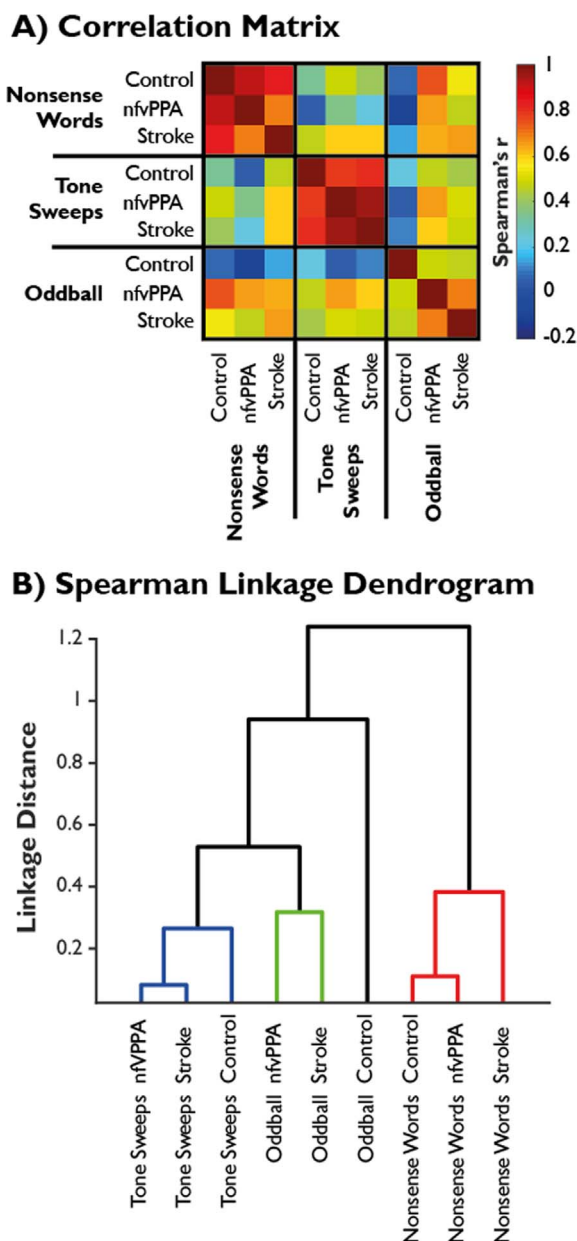 A) Correlation Matrix
Nonsense Words
Control
nfvPPA
Stroke
Tone Sweeps
Control
nfvPPA
Stroke
Oddball
Control
nfvPPA
Stroke
Control
nfvPPA
Stroke
Control
nfvPPA
Stroke
Control
nfvPPA
Stroke
Nonsense
Words
Tone
Sweeps
Oddball
1
0.8
0.6
0.4
0.2
0
-0.2
Spearman's r
B) Spearman Linkage Dendrogram
Linkage Distance
1.2
1
0.8
0.6
0.4
0.2
Tone Sweeps nfVPPA
Tone Sweeps Stroke
Tone Sweeps Control
Oddball nfvPPA
Oddball Stroke
Oddball Control
Nonsense Words Control
Nonsense Words nfvPPA
Nonsense Words Stroke